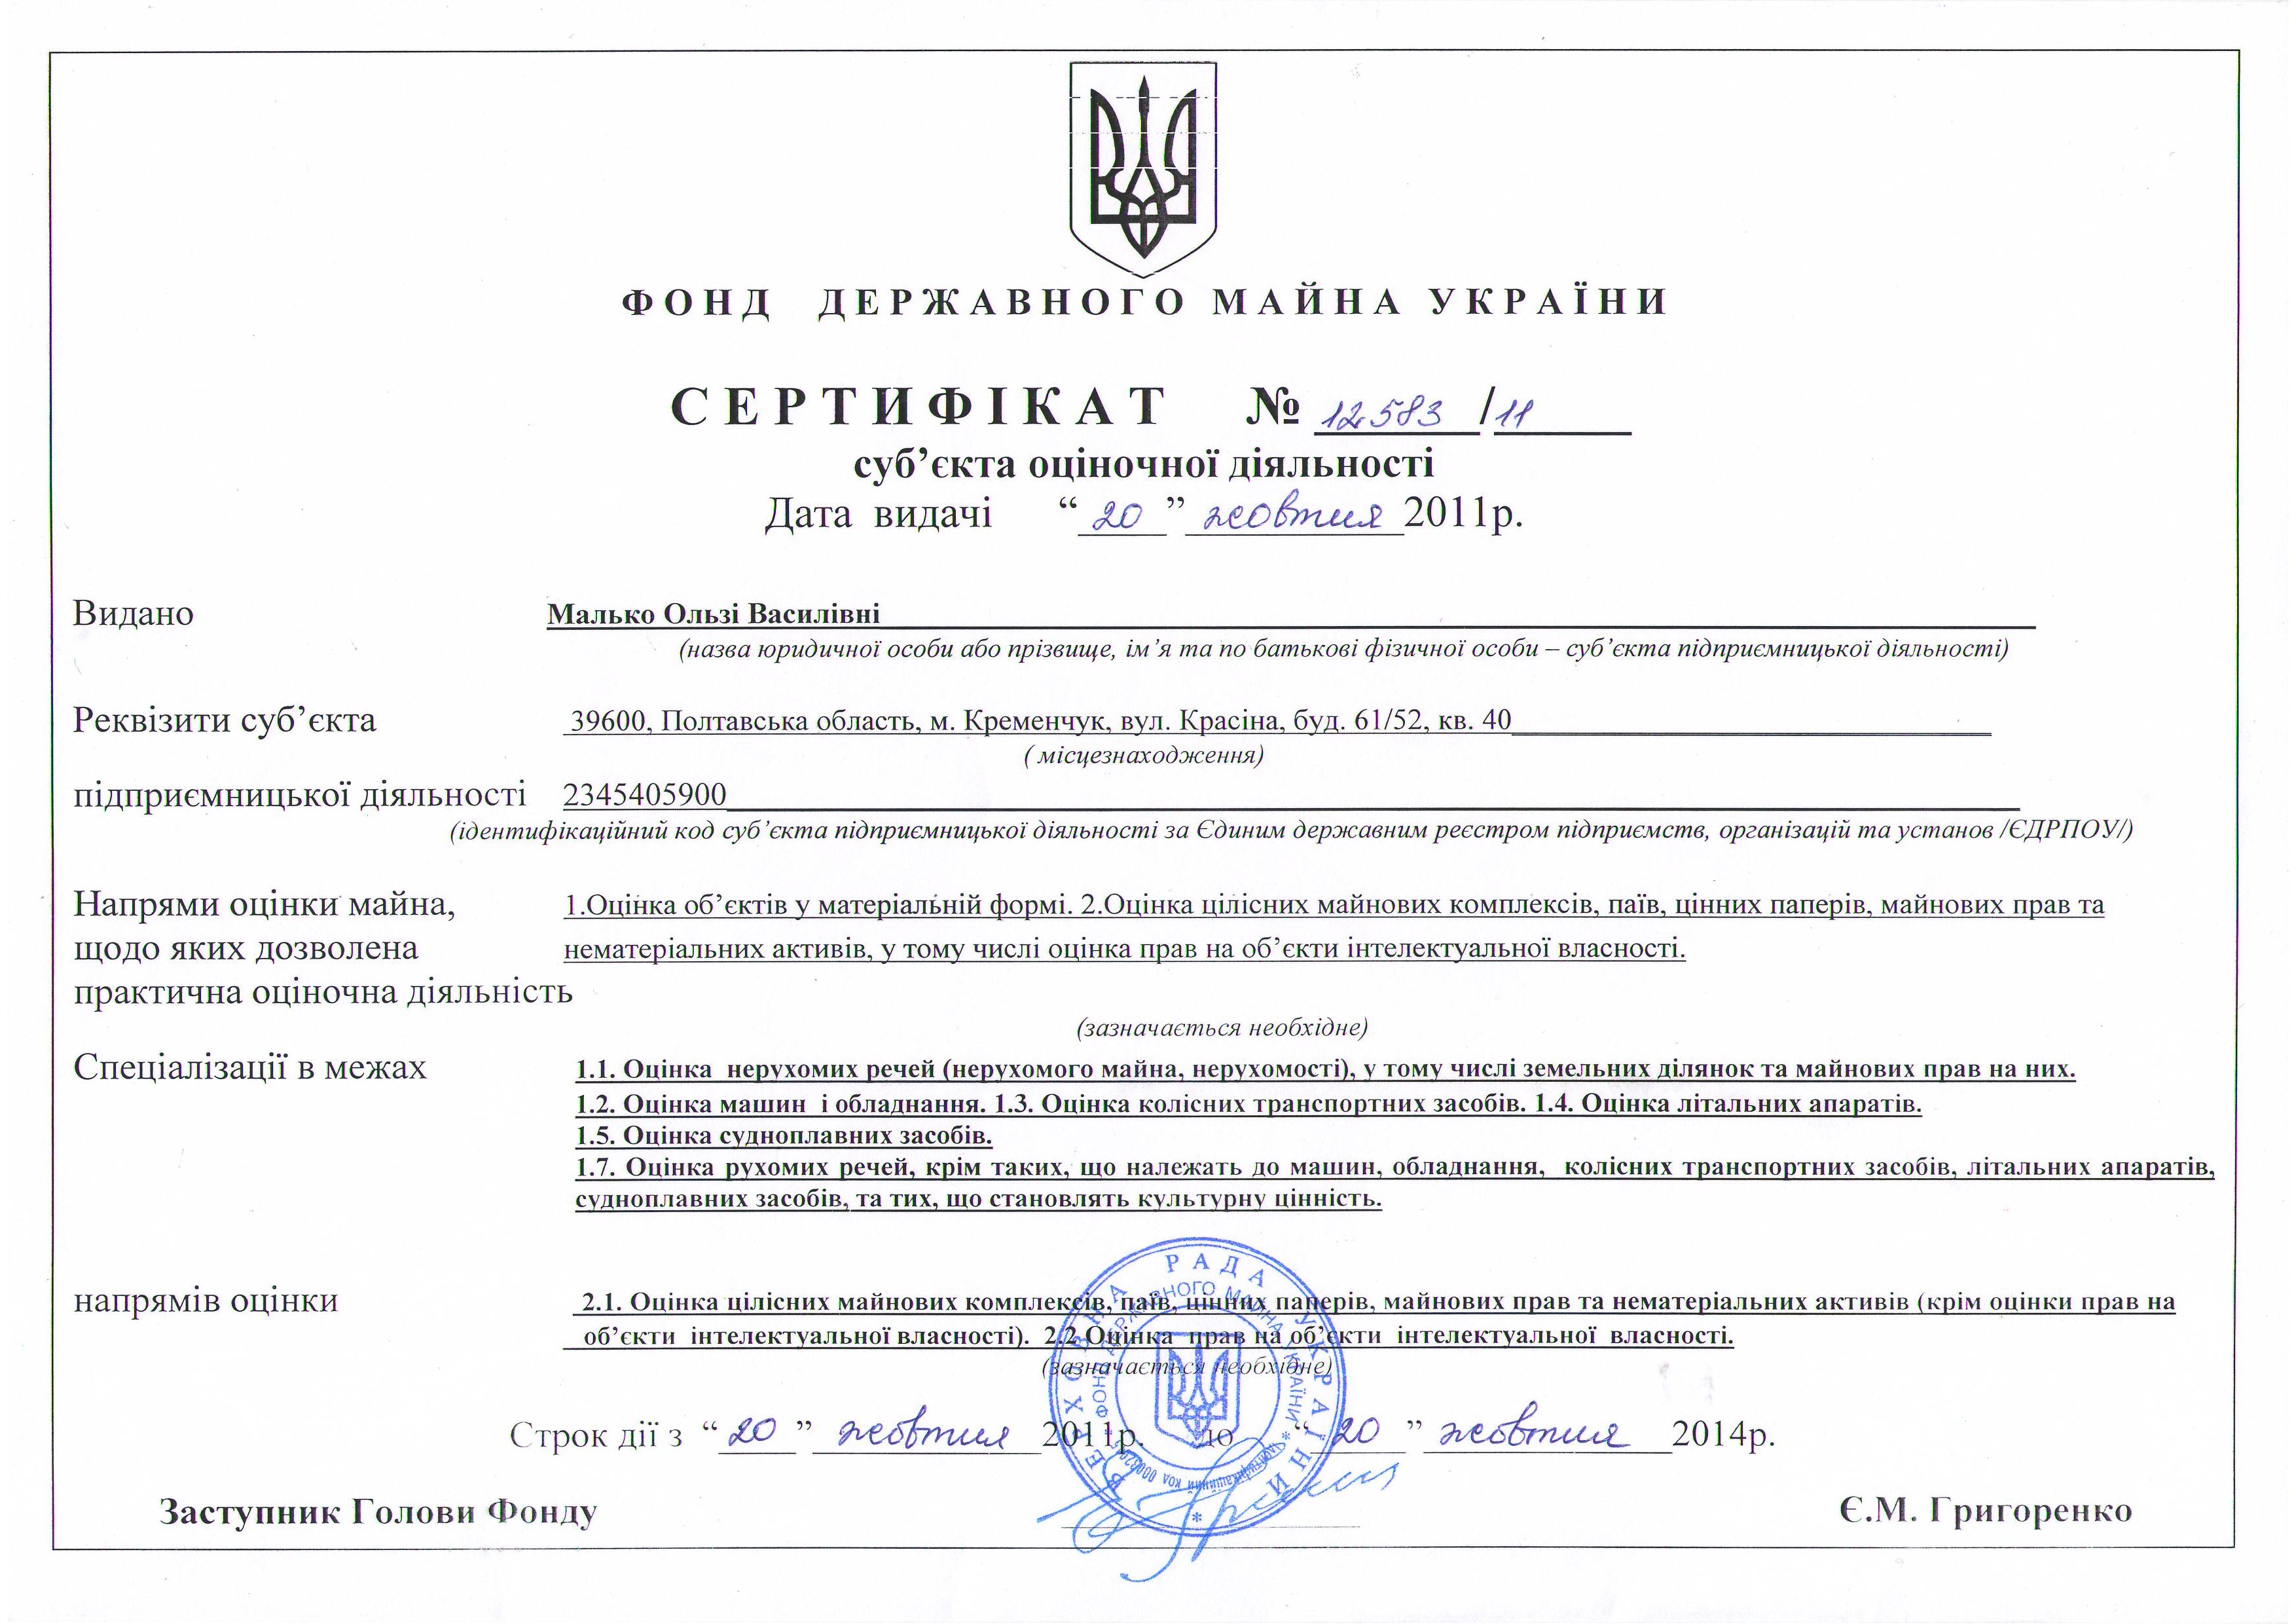 ФОНД ДЕРЖАВНОГО МАЙНА УКРАЇНИ
СЕРТИФІКАТ № 12583/11
суб’єкта оціночної діяльності
Дата видачі “20” жовтня 2011р.
Видано Малько Ользі Василівні
(назва юридичної особи або прізвище, ім’я та по батькові фізичної особи – суб’єкта підприємницької діяльності)
Реквізити суб’єкта 39600, Полтавська область, м. Кременчук, вул. Красіна, буд. 61/52, кв. 40
( місцезнаходження)
підприємницької діяльності 2345405900
(ідентифікаційний код суб’єкта підприємницької діяльності за Єдиним державним реєстром підприємств, організацій та установ /ЄДРПОУ/)
Напрями оцінки майна, 1.Оцінка об’єктів у матеріальній формі. 2.Оцінка цілісних майнових комплексів, паїв, цінних паперів, майнових прав та
щодо яких дозволена нематеріальних активів, у тому числі оцінка прав на об’єкти інтелектуальної власності.
практична оціночна діяльність
(зазначається необхідне)
Спеціалізації в межах 1.1. Оцінка нерухомих речей (нерухомого майна, нерухомості), у тому числі земельних ділянок та майнових прав на них.
1.2. Оцінка машин і обладнання. 1.3. Оцінка колісних транспортних засобів. 1.4. Оцінка літальних апаратів.
1.5. Оцінка судноплавних засобів.
1.7. Оцінка рухомих речей, крім таких, що належать до машин, обладнання, колісних транспортних засобів, літальних апаратів,
судноплавних засобів, та тих, що становлять культурну цінність.
напрямів оцінки 2.1. Оцінка цілісних майнових комплексів, паїв, цінних паперів, майнових прав та нематеріальних активів (крім оцінки прав на
об’єкти інтелектуальної власності). 2.2 Оцінка прав на об’єкти інтелектуальної власності.
(зазначається необхідне)
Строк дії з “20” жовтня 2011р. до “20” жовтня 2014р.
Заступник Голови Фонду Є.М. Григоренко
ВЕРХОВНА РАДА УКРАЇНИ
ФОНД ДЕРЖАВНОГО МАЙНА УКРАЇНИ
* Ідентифікаційний код